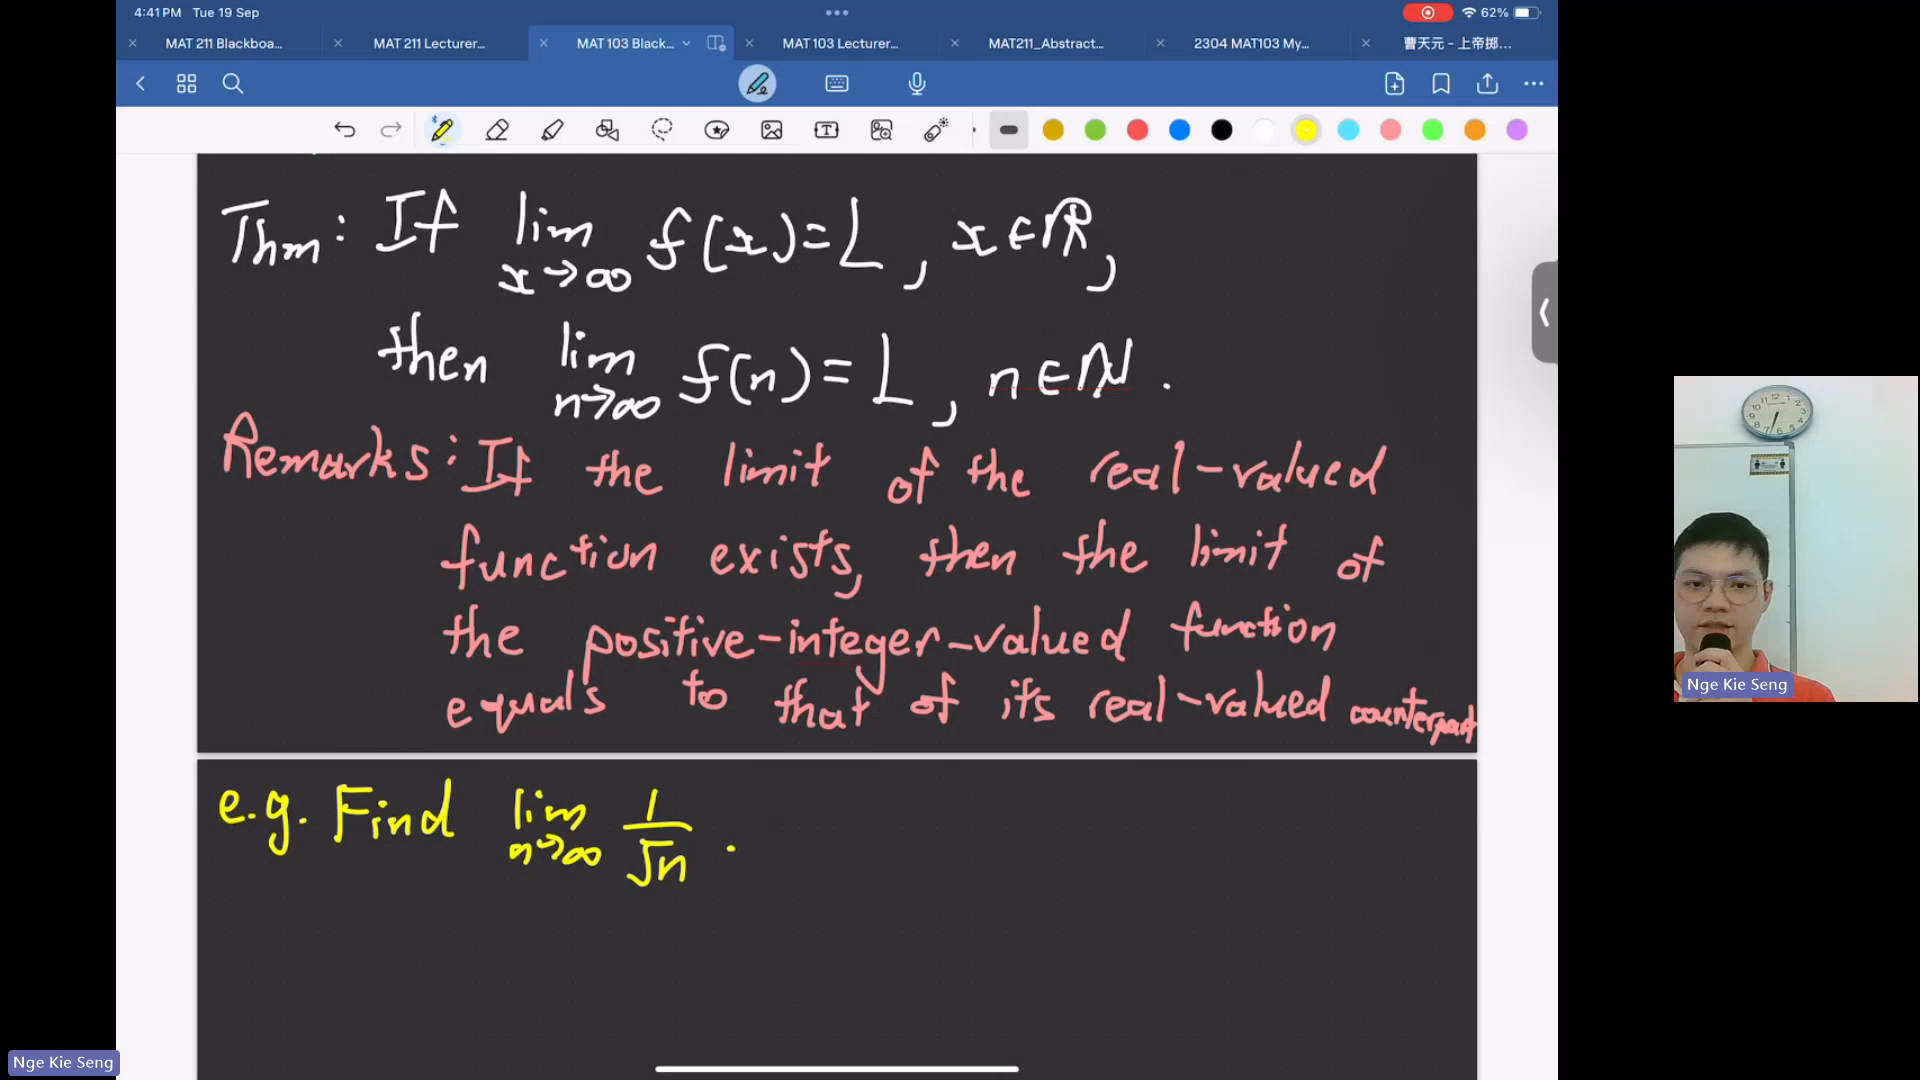 4:41 PM Tue 19 Sep
62%
MAT 211 Blackboa...
MAT 211 Lecturer...
MAT 103 Black...
MAT 103 Lecturer...
MAT211_Abstract...
2304 MAT103 My...
曹天元 - 上帝掷...
Thm: If lim x→∞ f(x)=L, x∈ℝ,
then lim n→∞ f(n)=L, n∈ℕ.
Remarks: If the limit of the real-valued
function exists, then the limit of
the positive-integer-valued function
equals to that of its real-valued counterpart
e.g. Find lim n→∞ 1/√n .
Nge Kie Seng
Nge Kie Seng